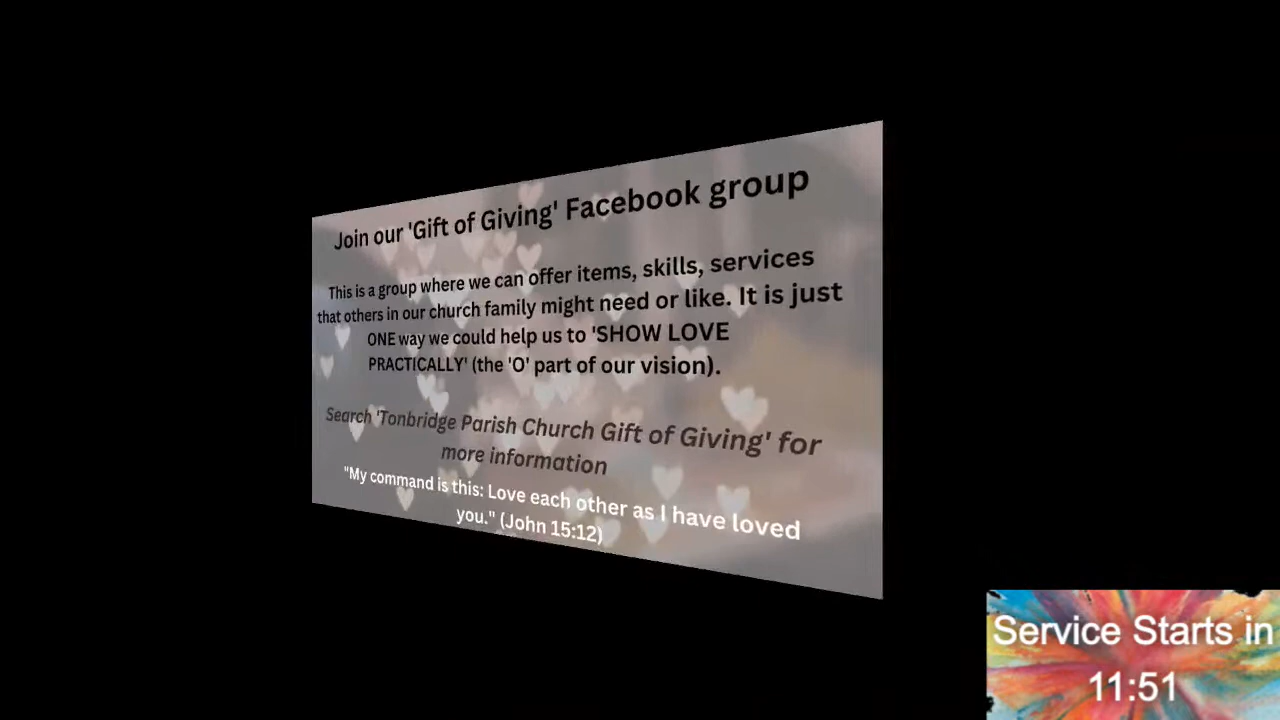 Join our 'Gift of Giving' Facebook group
This is a group where we can offer items, skills, services
that others in our church family might need or like. It is just
ONE way we could help us to 'SHOW LOVE
PRACTICALLY' (the 'O' part of our vision).
Search 'Tonbridge Parish Church Gift of Giving' for
more information
"My command is this: Love each other as I have loved
you." (John 15:12)
Service Starts in
11:51